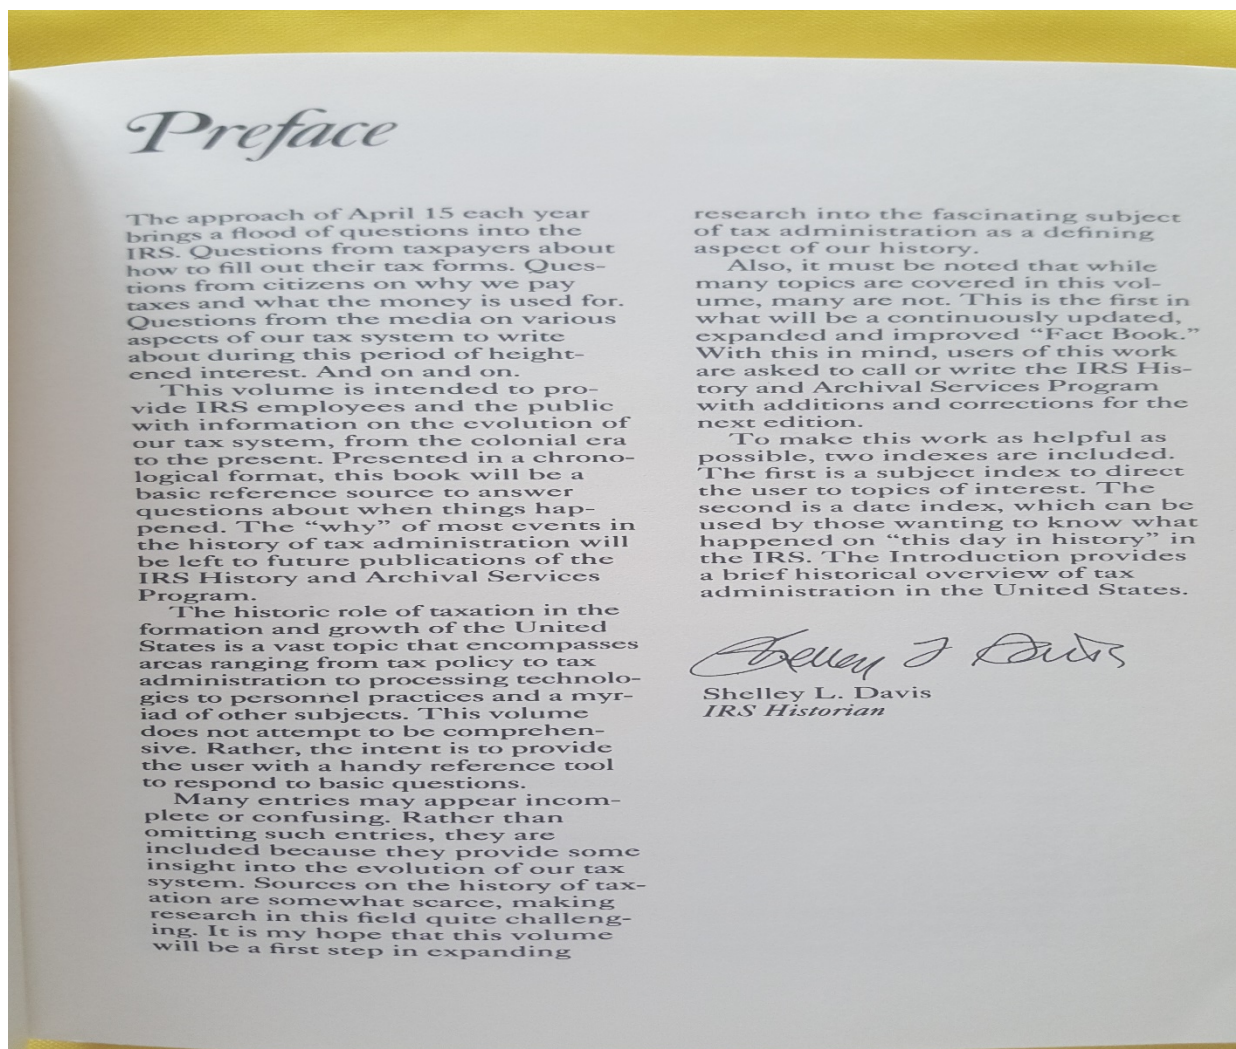 Preface
The approach of April 15 each year
brings a flood of questions into the
IRS. Questions from taxpayers about
how to fill out their tax forms. Ques-
tions from citizens on why we pay
taxes and what the money is used for.
Questions from the media on various
aspects of our tax system to write
about during this period of height-
ened interest. And on and on.
This volume is intended to pro-
vide IRS employees and the public
with information on the evolution of
our tax system, from the colonial era
to the present. Presented in a chrono-
logical format, this book will be a
basic reference source to answer
questions about when things hap-
pened. The “why” of most events in
the history of tax administration will
be left to future publications of the
IRS History and Archival Services
Program.
The historic role of taxation in the
formation and growth of the United
States is a vast topic that encompasses
areas ranging from tax policy to tax
administration to processing technolo-
gies to personnel practices and a myr-
iad of other subjects. This volume
does not attempt to be comprehen-
sive. Rather, the intent is to provide
the user with a handy reference tool
to respond to basic questions.
Many entries may appear incom-
plete or confusing. Rather than
omitting such entries, they are
included because they provide some
insight into the evolution of our tax
system. Sources on the history of tax-
ation are somewhat scarce, making
research in this field quite challeng-
ing. It is my hope that this volume
will be a first step in expanding
research into the fascinating subject
of tax administration as a defining
aspect of our history.
Also, it must be noted that while
many topics are covered in this vol-
ume, many are not. This is the first in
what will be a continuously updated,
expanded and improved “Fact Book.”
With this in mind, users of this work
are asked to call or write the IRS His-
tory and Archival Services Program
with additions and corrections for the
next edition.
To make this work as helpful as
possible, two indexes are included.
The first is a subject index to direct
the user to topics of interest. The
second is a date index, which can be
used by those wanting to know what
happened on “this day in history” in
the IRS. The Introduction provides
a brief historical overview of tax
administration in the United States.
Shelley L Davis
Shelley L. Davis
IRS Historian